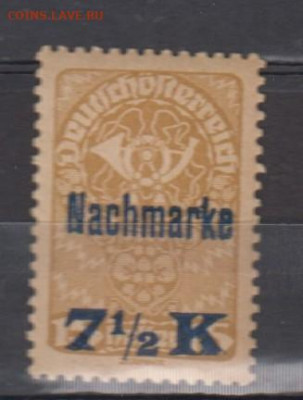 COINS.LAVE.RU
Deutschösterreich
Nachmarke
7½ K